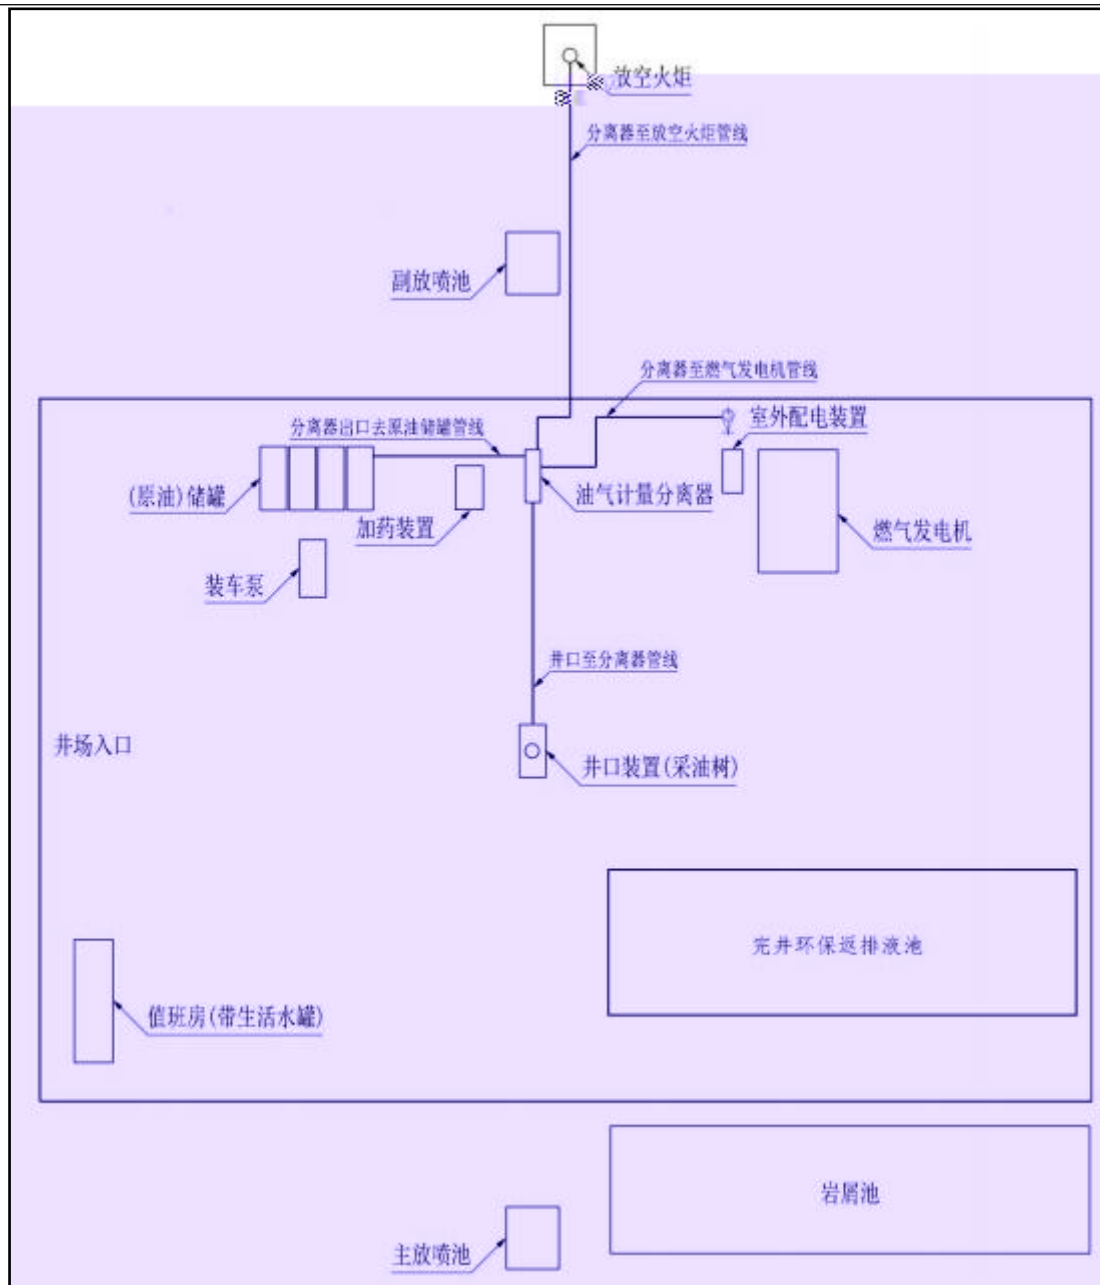 放空火炬
分离器至放空火炬管线
副放喷池
分离器至燃气发电机管线
分离器出口去原油储罐管线
室外配电装置
(原油)储罐
油气计量分离器
加药装置
燃气发电机
装车泵
井口至分离器管线
井场入口
井口装置(采油树)
完井环保返排液池
值班房(带生活水罐)
岩屑池
主放喷池